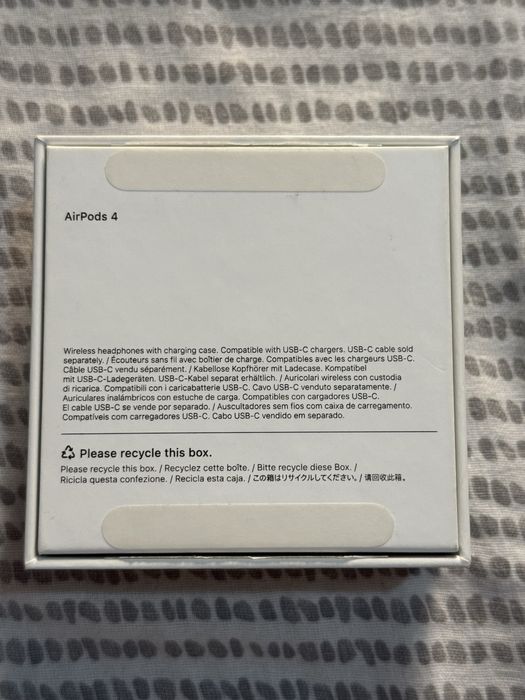 AirPods 4
Wireless headphones with charging case. Compatible with USB-C chargers. USB-C cable sold
separately. / Écouteurs sans fil avec boîtier de charge. Compatibles avec les chargeurs USB-C.
Câble USB-C vendu séparément. / Kabellose Kopfhörer mit Ladecase. Kompatibel
mit USB-C-Ladegeräten. USB-C-Kabel separat erhältlich. / Auricolari wireless con custodia
di ricarica. Compatibili con i caricabatterie USB-C. Cavo USB-C venduto separatamente. /
Auriculares inalámbricos con estuche de carga. Compatibles con cargadores USB-C.
El cable USB-C se vende por separado. / Auscultadores sem fios com caixa de carregamento.
Compatíveis com carregadores USB-C. Cabo USB-C vendido em separado.
Please recycle this box.
Please recycle this box. / Recyclez cette boîte. / Bitte recycle diese Box. /
Ricicla questa confezione. / Recicla esta caja. / この箱はリサイクルしてください。/ 请回收此箱。